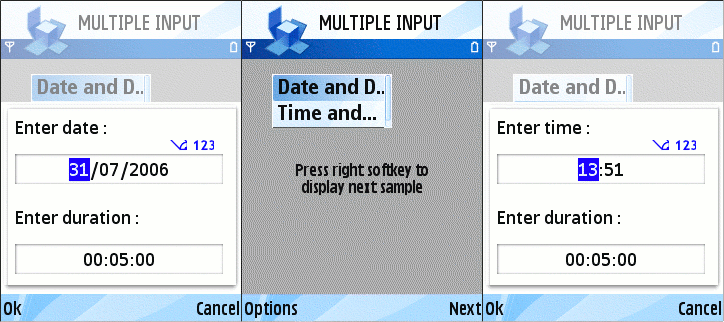 MULTIPLE INPUT
Date and D..
Enter date :
123
31/07/2006
Enter duration :
00:05:00
Ok Cancel
MULTIPLE INPUT
Date and D..
Time and...
Press right softkey to
display next sample
Options Next
MULTIPLE INPUT
Date and D..
Enter time :
123
13:51
Enter duration :
00:05:00
Ok Cancel